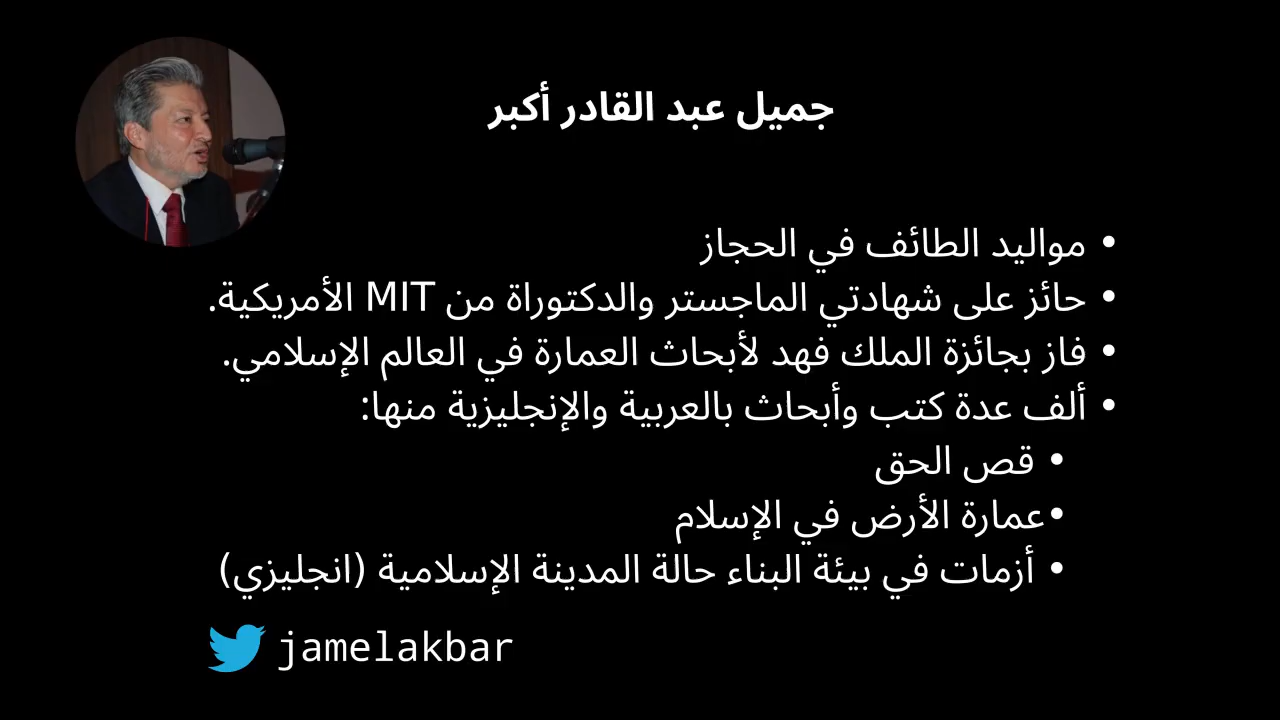 جميل عبد القادر أكبر
• مواليد الطائف في الحجاز
• حائز على شهادتي الماجستر والدكتوراة من MIT الأمريكية.
• فاز بجائزة الملك فهد لأبحاث العمارة في العالم الإسلامي.
• ألف عدة كتب وأبحاث بالعربية والإنجليزية منها:
• قص الحق
• عمارة الأرض في الإسلام
• أزمات في بيئة البناء حالة المدينة الإسلامية (انجليزي)
jamelakbar